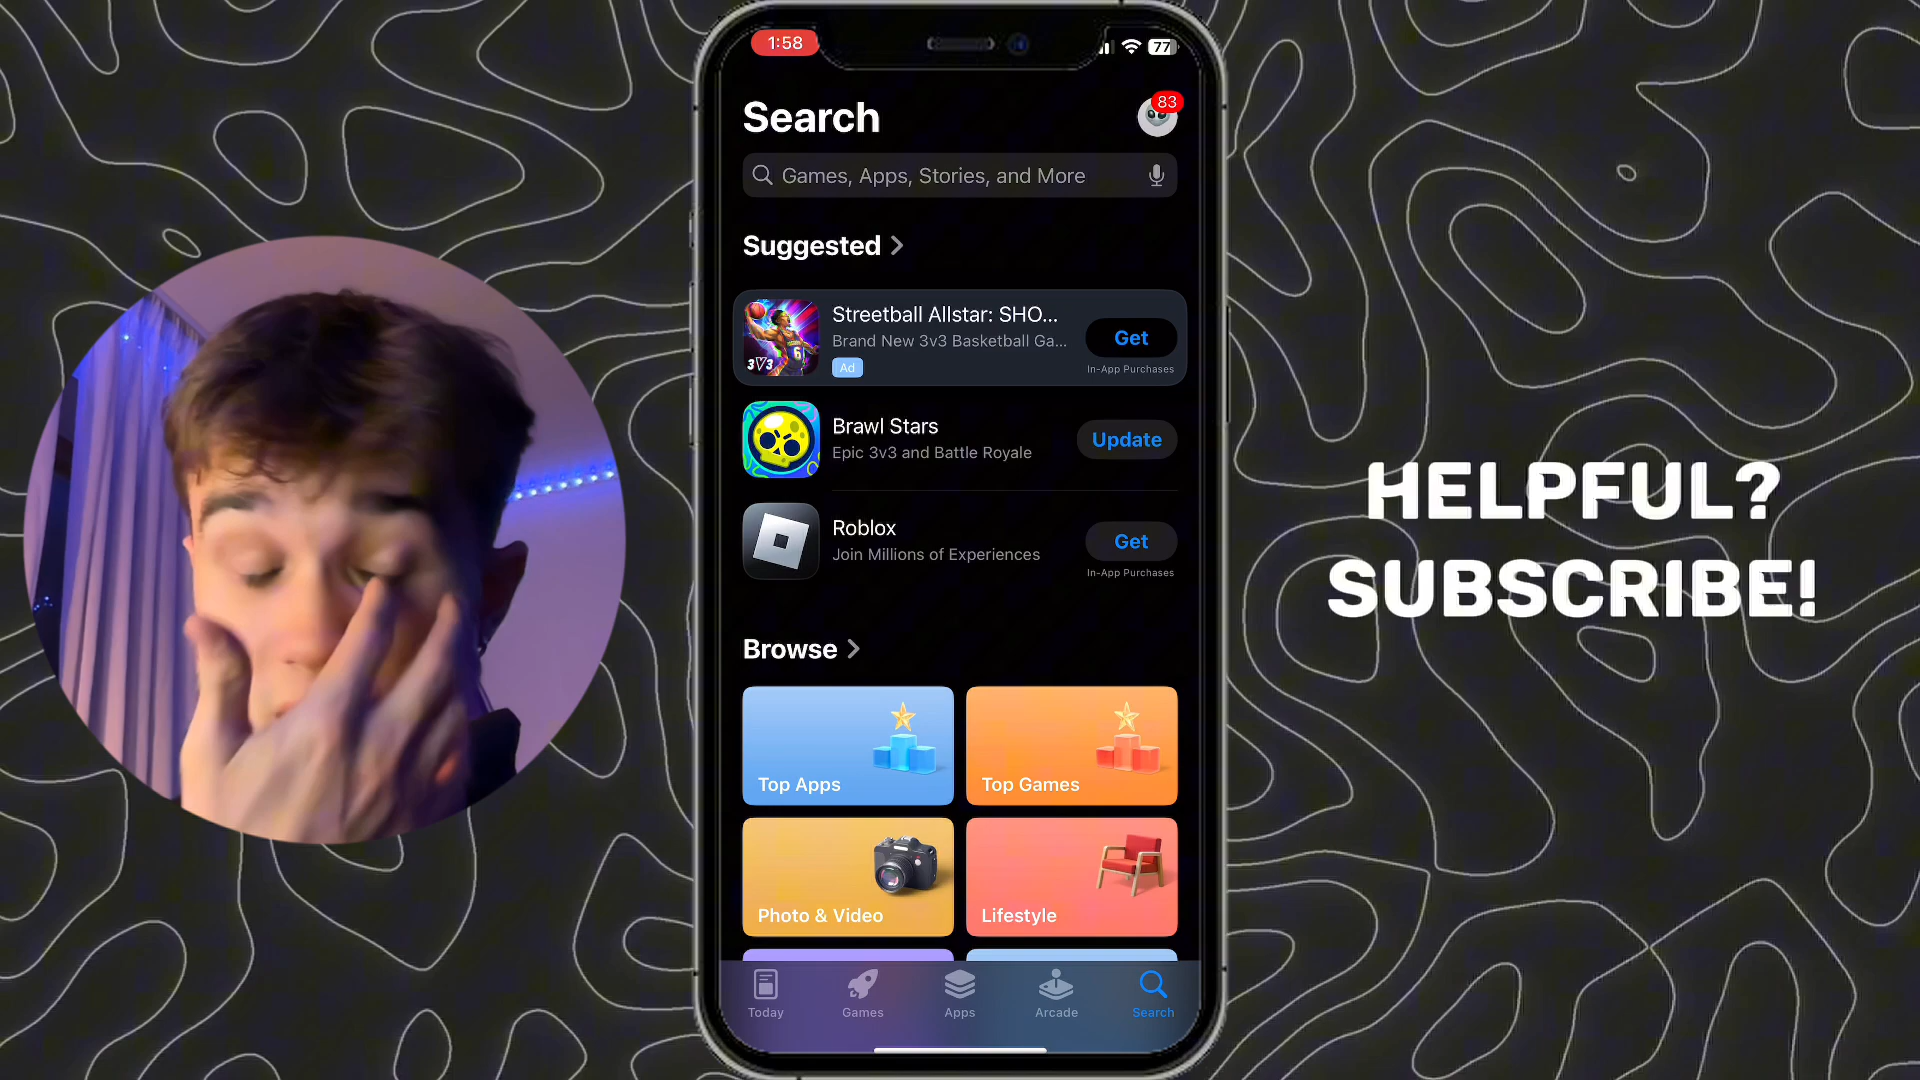 1:58
77
Search
83
Games, Apps, Stories, and More
Suggested
Streetball Allstar: SHO...
Brand New 3v3 Basketball Ga...
Ad
Get
In-App Purchases
3V3
6
Brawl Stars
Epic 3v3 and Battle Royale
Update
Roblox
Join Millions of Experiences
Get
In-App Purchases
Browse
Top Apps
Top Games
Photo & Video
Lifestyle
Today
Games
Apps
Arcade
Search
HELPFUL?
SUBSCRIBE!